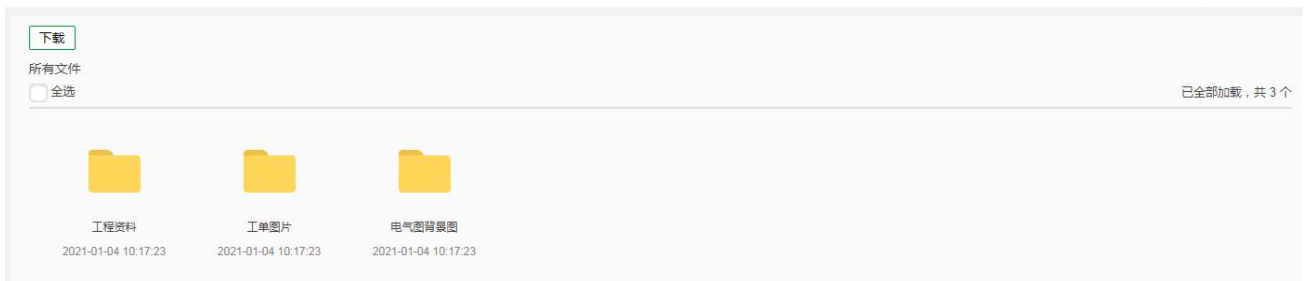 下载
所有文件
全选
已全部加载，共 3 个
工程资料 工单图片 电气图背景图
2021-01-04 10:17:23 2021-01-04 10:17:23 2021-01-04 10:17:23